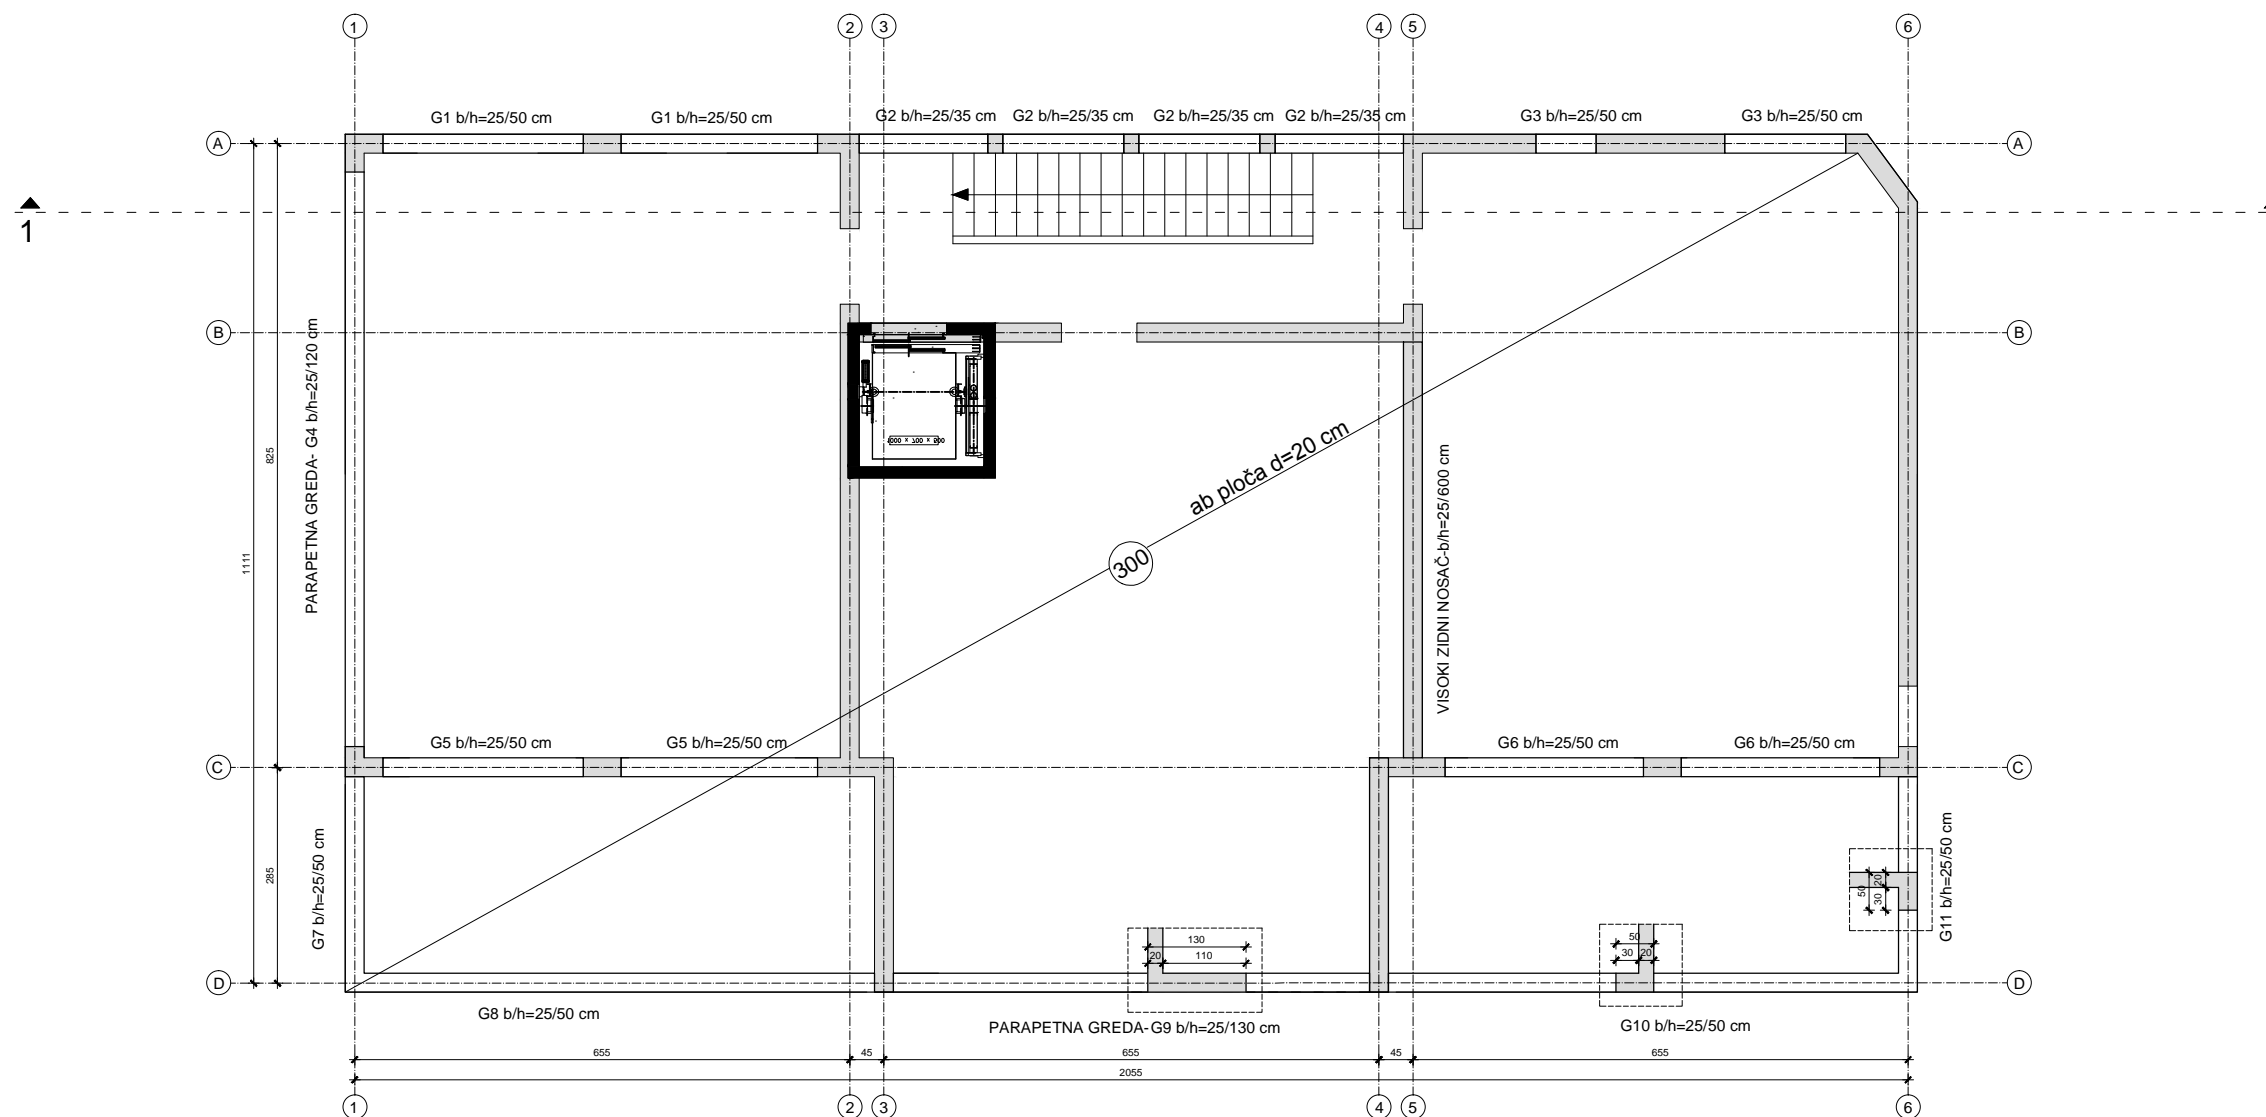 1 2 3 4 5 6
G1 b/h=25/50 cm
G1 b/h=25/50 cm
G2 b/h=25/35 cm
G2 b/h=25/35 cm
G2 b/h=25/35 cm
G2 b/h=25/35 cm
G3 b/h=25/50 cm
G3 b/h=25/50 cm
A
A
1
B
B
PARAPETNA GREDA- G4 b/h=25/120 cm
825
1111
ab ploča d=20 cm
300
VISOKI ZIDNI NOSAČ-b/h=25/600 cm
G5 b/h=25/50 cm
G5 b/h=25/50 cm
G6 b/h=25/50 cm
G6 b/h=25/50 cm
C
C
285
G7 b/h=25/50 cm
G11 b/h=25/50 cm
50
20
30
130
20
110
50
30
20
D
D
G8 b/h=25/50 cm
PARAPETNA GREDA-G9 b/h=25/130 cm
G10 b/h=25/50 cm
655
45
655
45
655
2055
1 2 3 4 5 6